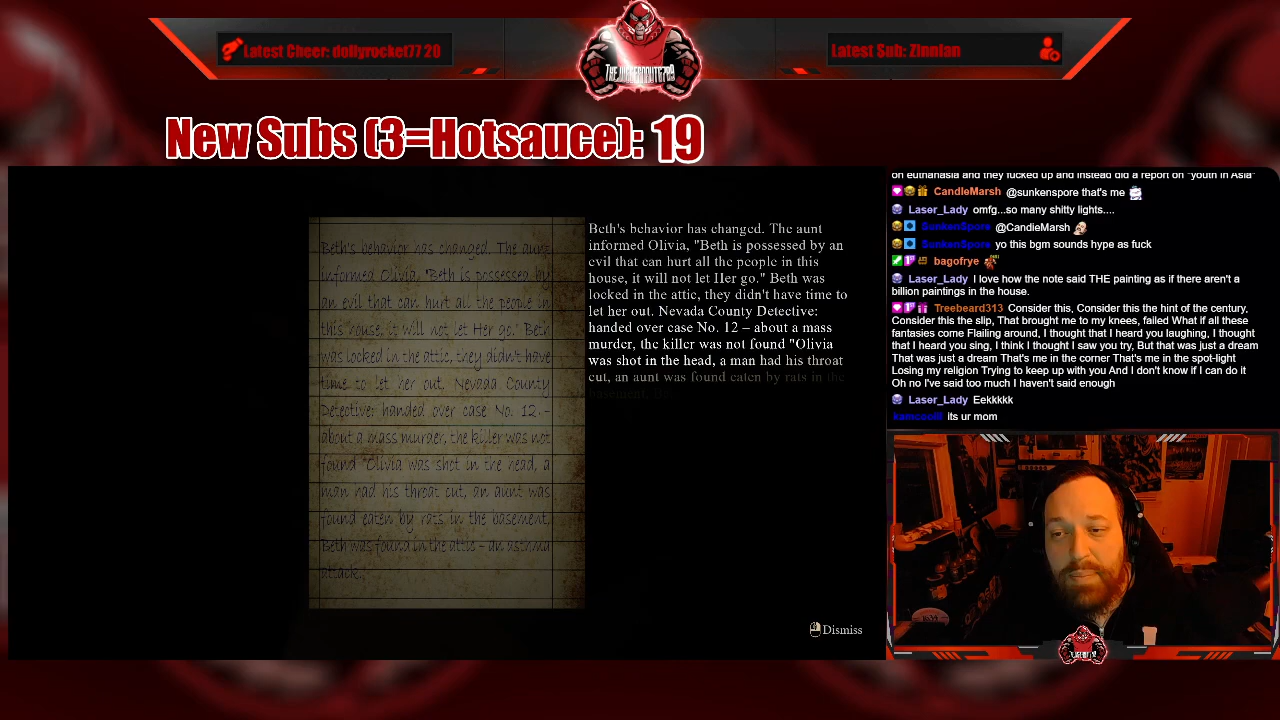 Latest Cheer: dollyrocket77 20
THEJUGGERNAUT6789
Latest Sub: Zinnian
New Subs (3=Hotsauce): 19
Beth's behavior has changed. The aunt
informed Olivia, "Beth is possessed by
an evil that can hurt all the people in
this house, it will not let Her go." Beth
was locked in the attic, they didn't have
time to let her out. Nevada County
Detective: handed over case No. 12 –
about a mass murder, the killer was not
found "Olivia was shot in the head, a
man had his throat cut, an aunt was
found eaten by rats in the basement,
Beth was found in the attic – an asthma
attack.
Beth's behavior has changed. The aunt
informed Olivia, "Beth is possessed by an
evil that can hurt all the people in this
house, it will not let Her go." Beth was
locked in the attic, they didn't have time to
let her out. Nevada County Detective:
handed over case No. 12 – about a mass
murder, the killer was not found "Olivia
was shot in the head, a man had his throat
cut, an aunt was found eaten by rats in the
basement,
Dismiss
on euthanasia and they fucked up and instead did a report on "youth in Asia"
CandleMarsh @sunkenspore that's me
Laser_Lady omfg...so many shitty lights....
SunkenSpore @CandleMarsh
SunkenSpore yo this bgm sounds hype as fuck
bagofrye
Laser_Lady I love how the note said THE painting as if there aren't a
billion paintings in the house.
Treebeard313 Consider this, Consider this the hint of the century,
Consider this the slip, That brought me to my knees, failed What if all these
fantasies come Flailing around, I thought that I heard you laughing, I thought
that I heard you sing, I think I thought I saw you try, But that was just a dream
That was just a dream That's me in the corner That's me in the spot-light
Losing my religion Trying to keep up with you And I don't know if I can do it
Oh no I've said too much I haven't said enough
Laser_Lady Eekkkkk
its ur mom